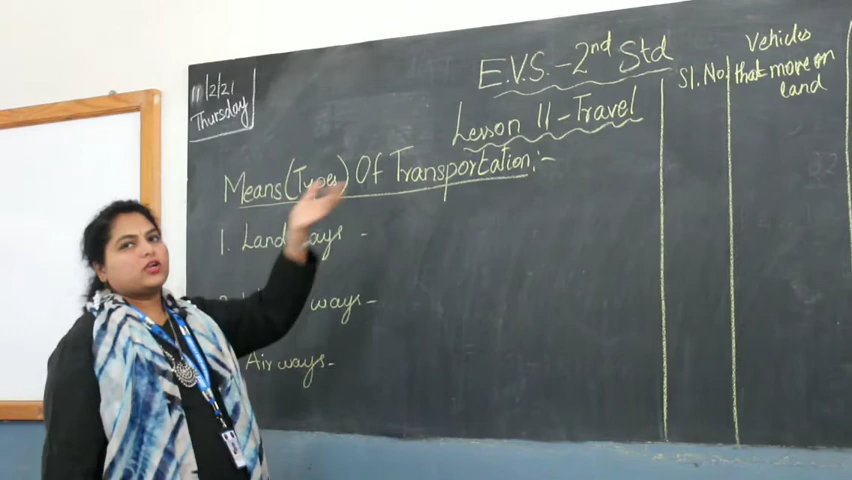 11/2/21
Thursday
E.V.S. - 2nd Std
Lesson 11 - Travel
Means (Types) Of Transportation :-
1. Land ways -
ways -
Air ways -
Sl. No.
Vehicles
that move on
land